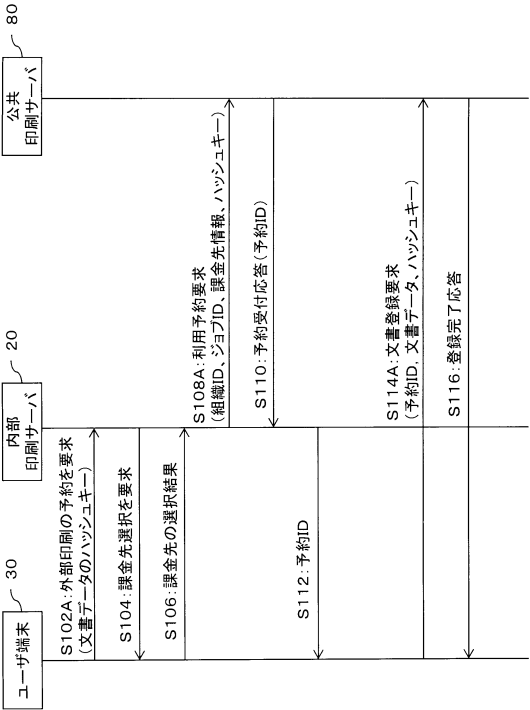 ユーザ端末
30
内部
印刷サーバ
20
公共
印刷サーバ
80
S102A:外部印刷の予約を要求
(文書データのハッシュキー)
S104:課金先選択を要求
S106:課金先の選択結果
S108A:利用予約要求
(組織ID、ジョブID、課金先情報、ハッシュキー)
S110:予約受付応答(予約ID)
S112:予約ID
S114A:文書登録要求
(予約ID, 文書データ、ハッシュキー)
S116:登録完了応答